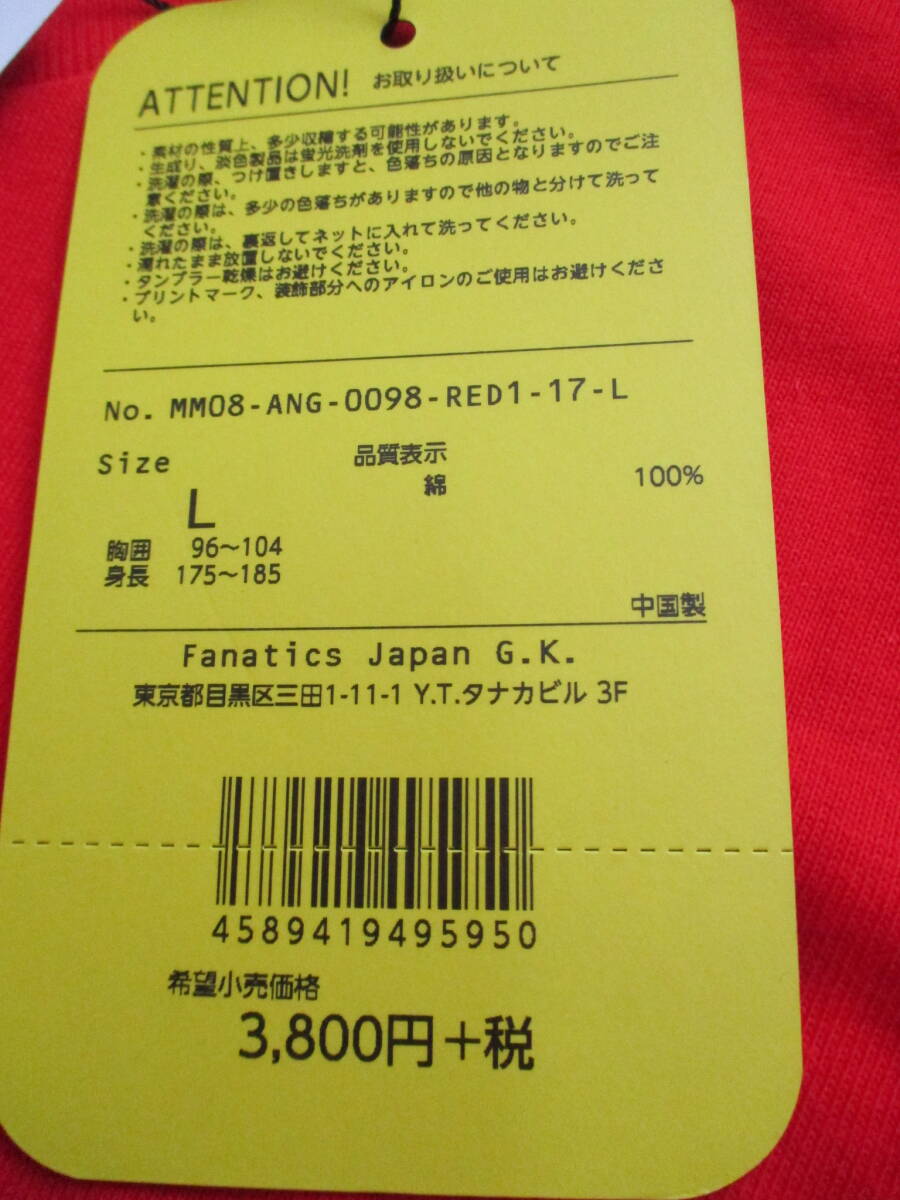 ATTENTION! お取り扱いについて
・素材の性質上、多少収縮する可能性があります。
・生成り、淡色製品は蛍光洗剤を使用しないでください。
・洗濯の際、つけ置きしますと、色落ちの原因となりますのでご注
意ください。
・洗濯の際は、多少の色落ちがありますので他の物と分けて洗って
ください。
・洗濯の際は、裏返してネットに入れて洗ってください。
・濡れたまま放置しないでください。
・タンブラー乾燥はお避けください。
・プリントマーク、装飾部分へのアイロンのご使用はお避けくださ
い。
No. MM08-ANG-0098-RED1-17-L
Size 品質表示
綿 100%
L
胸囲 96～104
身長 175～185
中国製
Fanatics Japan G.K.
東京都目黒区三田1-11-1 Y.T.タナカビル 3F
4589419495950
希望小売価格
3,800円+税